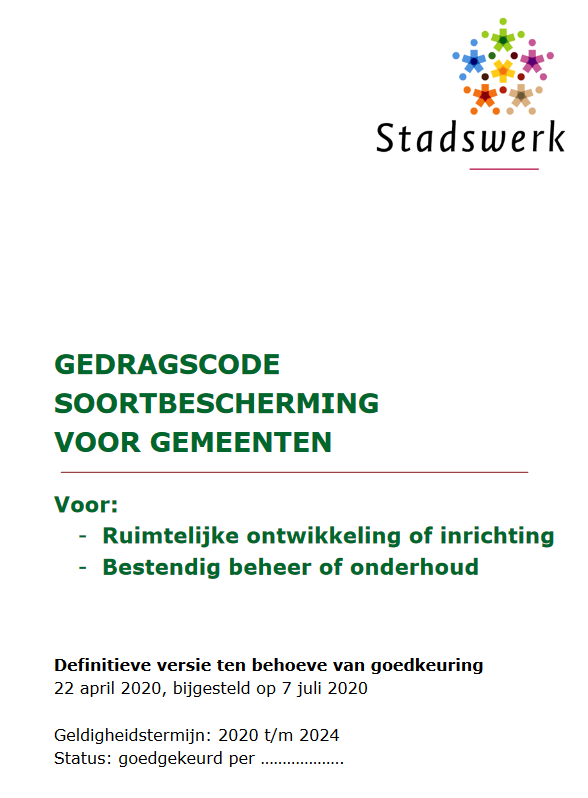 Stadswerk
GEDRAGSCODE
SOORTBESCHERMING
VOOR GEMEENTEN
Voor:
- Ruimtelijke ontwikkeling of inrichting
- Bestendig beheer of onderhoud
Definitieve versie ten behoeve van goedkeuring
22 april 2020, bijgesteld op 7 juli 2020
Geldigheidstermijn: 2020 t/m 2024
Status: goedgekeurd per ………………..